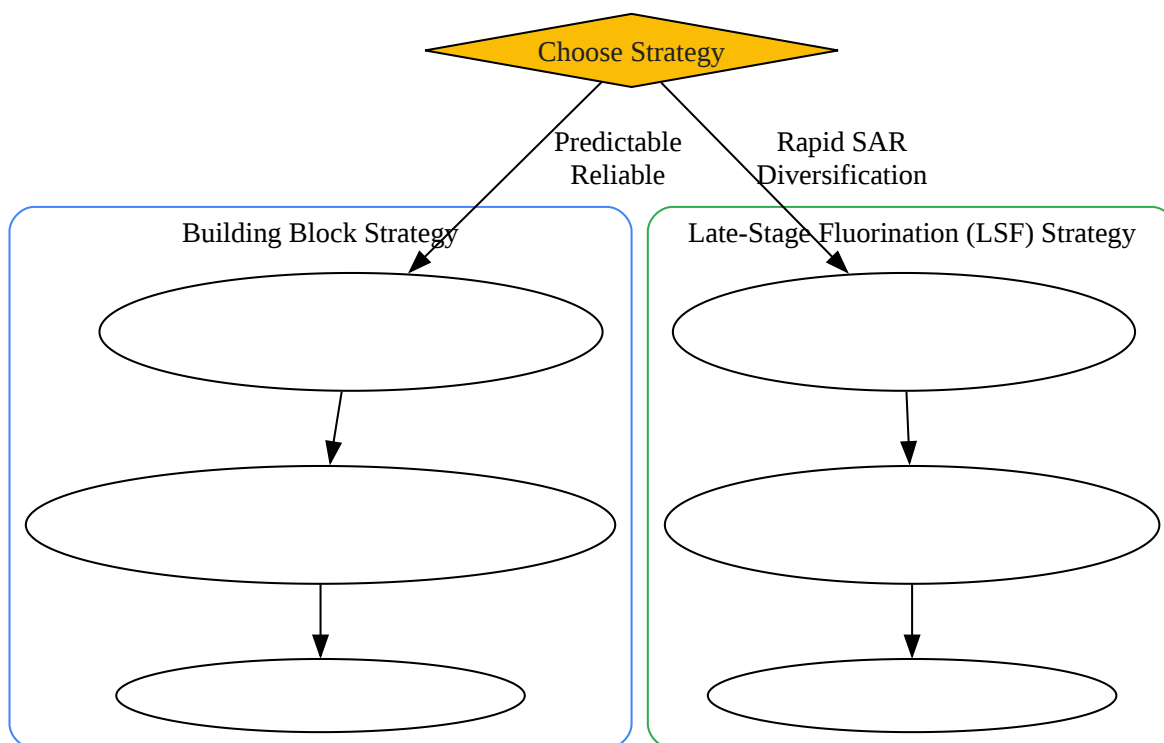 Choose Strategy
Predictable
Reliable
Rapid SAR
Diversification
Building Block Strategy
Late-Stage Fluorination (LSF) Strategy